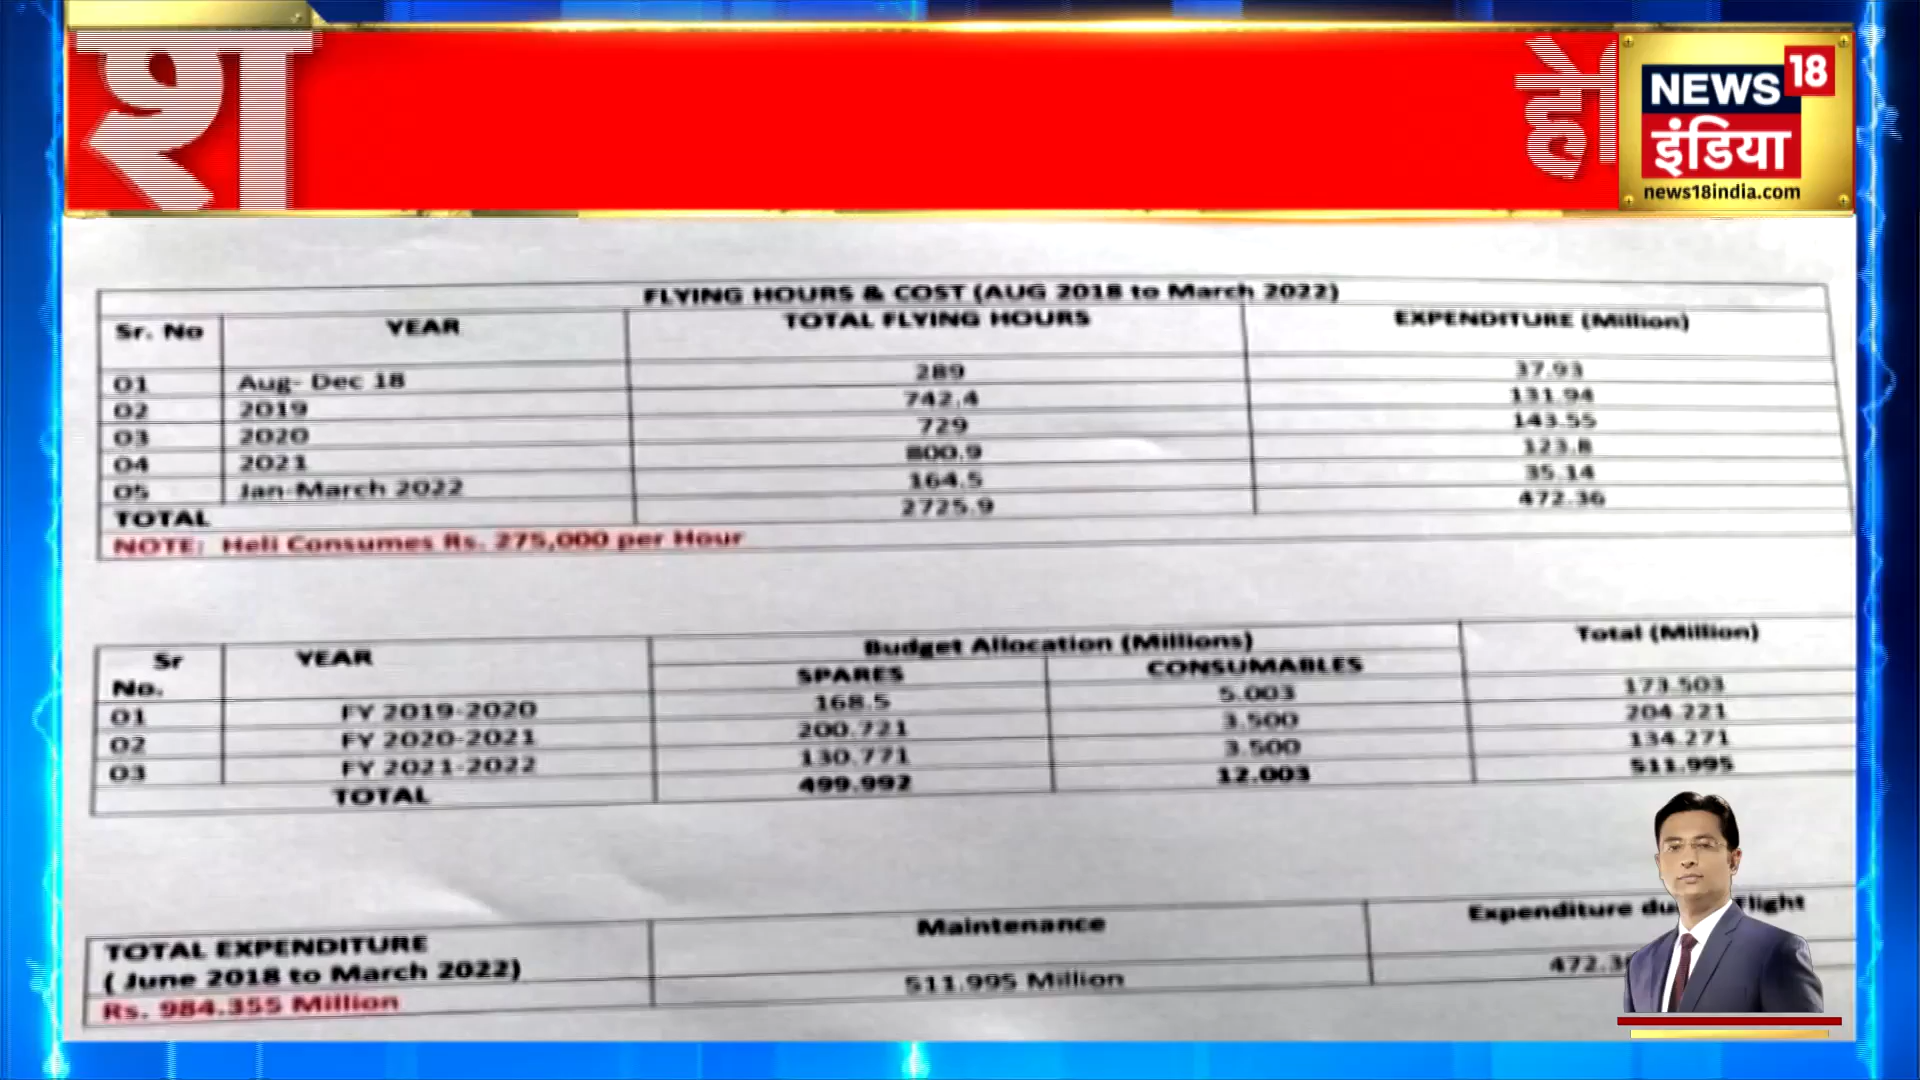 श
हो
NEWS 18
इंडिया
news18india.com
FLYING HOURS & COST (AUG 2018 to March 2022)
Sr. No YEAR TOTAL FLYING HOURS EXPENDITURE (Million)
01 Aug- Dec 18 289 37.93
02 2019 742.4 131.94
03 2020 729 143.55
04 2021 800.9 123.8
05 Jan-March 2022 164.5 35.14
TOTAL 2725.9 472.36
NOTE: Heli Consumes Rs. 275,000 per Hour
Sr No. YEAR Budget Allocation (Millions) Total (Million)
SPARES CONSUMABLES
01 FY 2019-2020 168.5 5.003 173.503
02 FY 2020-2021 200.721 3.500 204.221
03 FY 2021-2022 130.771 3.500 134.271
TOTAL 499.992 12.003 511.995
TOTAL EXPENDITURE Maintenance Expenditure Flight
( June 2018 to March 2022)
Rs. 984.355 Million 511.995 Million